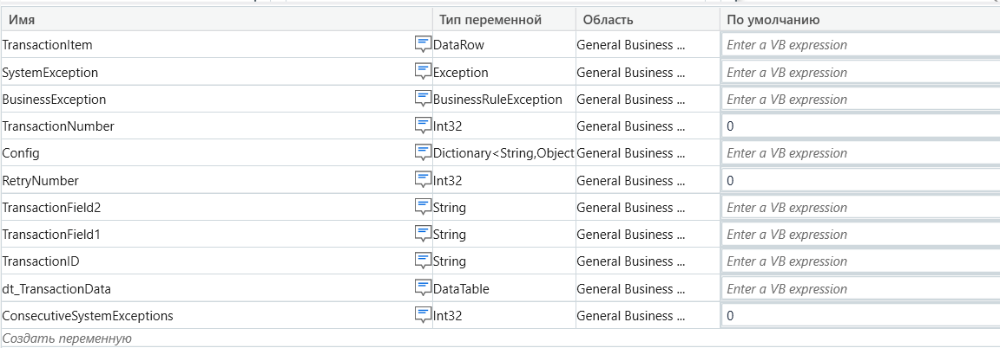 Имя Тип переменной Область По умолчанию
TransactionItem DataRow General Business ... Enter a VB expression
SystemException Exception General Business ... Enter a VB expression
BusinessException BusinessRuleException General Business ... Enter a VB expression
TransactionNumber Int32 General Business ... 0
Config Dictionary<String,Object General Business ... Enter a VB expression
RetryNumber Int32 General Business ... 0
TransactionField2 String General Business ... Enter a VB expression
TransactionField1 String General Business ... Enter a VB expression
TransactionID String General Business ... Enter a VB expression
dt_TransactionData DataTable General Business ... Enter a VB expression
ConsecutiveSystemExceptions Int32 General Business ... 0
Создать переменную